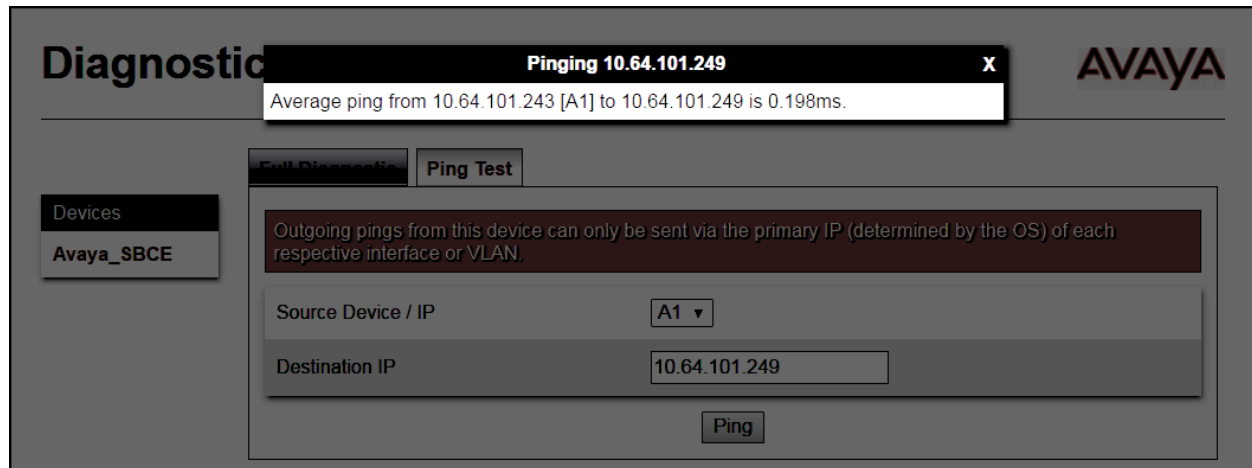 Diagnostic
Pinging 10.64.101.249 X
AVAYA
Average ping from 10.64.101.243 [A1] to 10.64.101.249 is 0.198ms.
Full Diagnostic Ping Test
Devices
Avaya_SBCE
Outgoing pings from this device can only be sent via the primary IP (determined by the OS) of each
respective interface or VLAN.
Source Device / IP A1
Destination IP 10.64.101.249
Ping